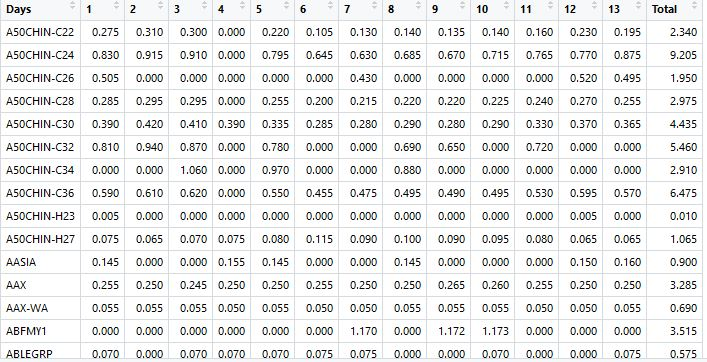 Days 1 2 3 4 5 6 7 8 9 10 11 12 13 Total
A50CHIN-C22 0.275 0.310 0.300 0.000 0.220 0.105 0.130 0.140 0.135 0.140 0.160 0.230 0.195 2.340
A50CHIN-C24 0.830 0.915 0.910 0.000 0.795 0.645 0.630 0.685 0.670 0.715 0.765 0.770 0.875 9.205
A50CHIN-C26 0.505 0.000 0.000 0.000 0.000 0.000 0.430 0.000 0.000 0.000 0.000 0.520 0.495 1.950
A50CHIN-C28 0.285 0.295 0.295 0.000 0.255 0.200 0.215 0.220 0.220 0.225 0.240 0.270 0.255 2.975
A50CHIN-C30 0.390 0.420 0.410 0.390 0.335 0.285 0.280 0.290 0.280 0.290 0.330 0.370 0.365 4.435
A50CHIN-C32 0.810 0.940 0.870 0.000 0.780 0.000 0.000 0.690 0.650 0.000 0.720 0.000 0.000 5.460
A50CHIN-C34 0.000 0.000 1.060 0.000 0.970 0.000 0.000 0.880 0.000 0.000 0.000 0.000 0.000 2.910
A50CHIN-C36 0.590 0.610 0.620 0.000 0.550 0.455 0.475 0.495 0.490 0.495 0.530 0.595 0.570 6.475
A50CHIN-H23 0.005 0.000 0.000 0.000 0.000 0.000 0.000 0.000 0.000 0.000 0.000 0.000 0.000 0.010
A50CHIN-H27 0.075 0.065 0.070 0.075 0.080 0.115 0.090 0.100 0.090 0.095 0.080 0.065 0.065 1.065
AASIA 0.145 0.000 0.000 0.155 0.145 0.000 0.000 0.145 0.000 0.000 0.000 0.150 0.160 0.900
AAX 0.255 0.250 0.245 0.250 0.250 0.255 0.250 0.250 0.265 0.260 0.255 0.250 0.250 3.285
AAX-WA 0.055 0.055 0.055 0.050 0.055 0.050 0.050 0.055 0.055 0.055 0.050 0.050 0.050 0.690
ABFMY1 0.000 0.000 0.000 0.000 0.000 0.000 1.170 0.000 1.172 1.173 0.000 0.000 0.000 3.515
ABLEGRP 0.070 0.000 0.070 0.070 0.070 0.075 0.075 0.000 0.000 0.070 0.000 0.000 0.075 0.575